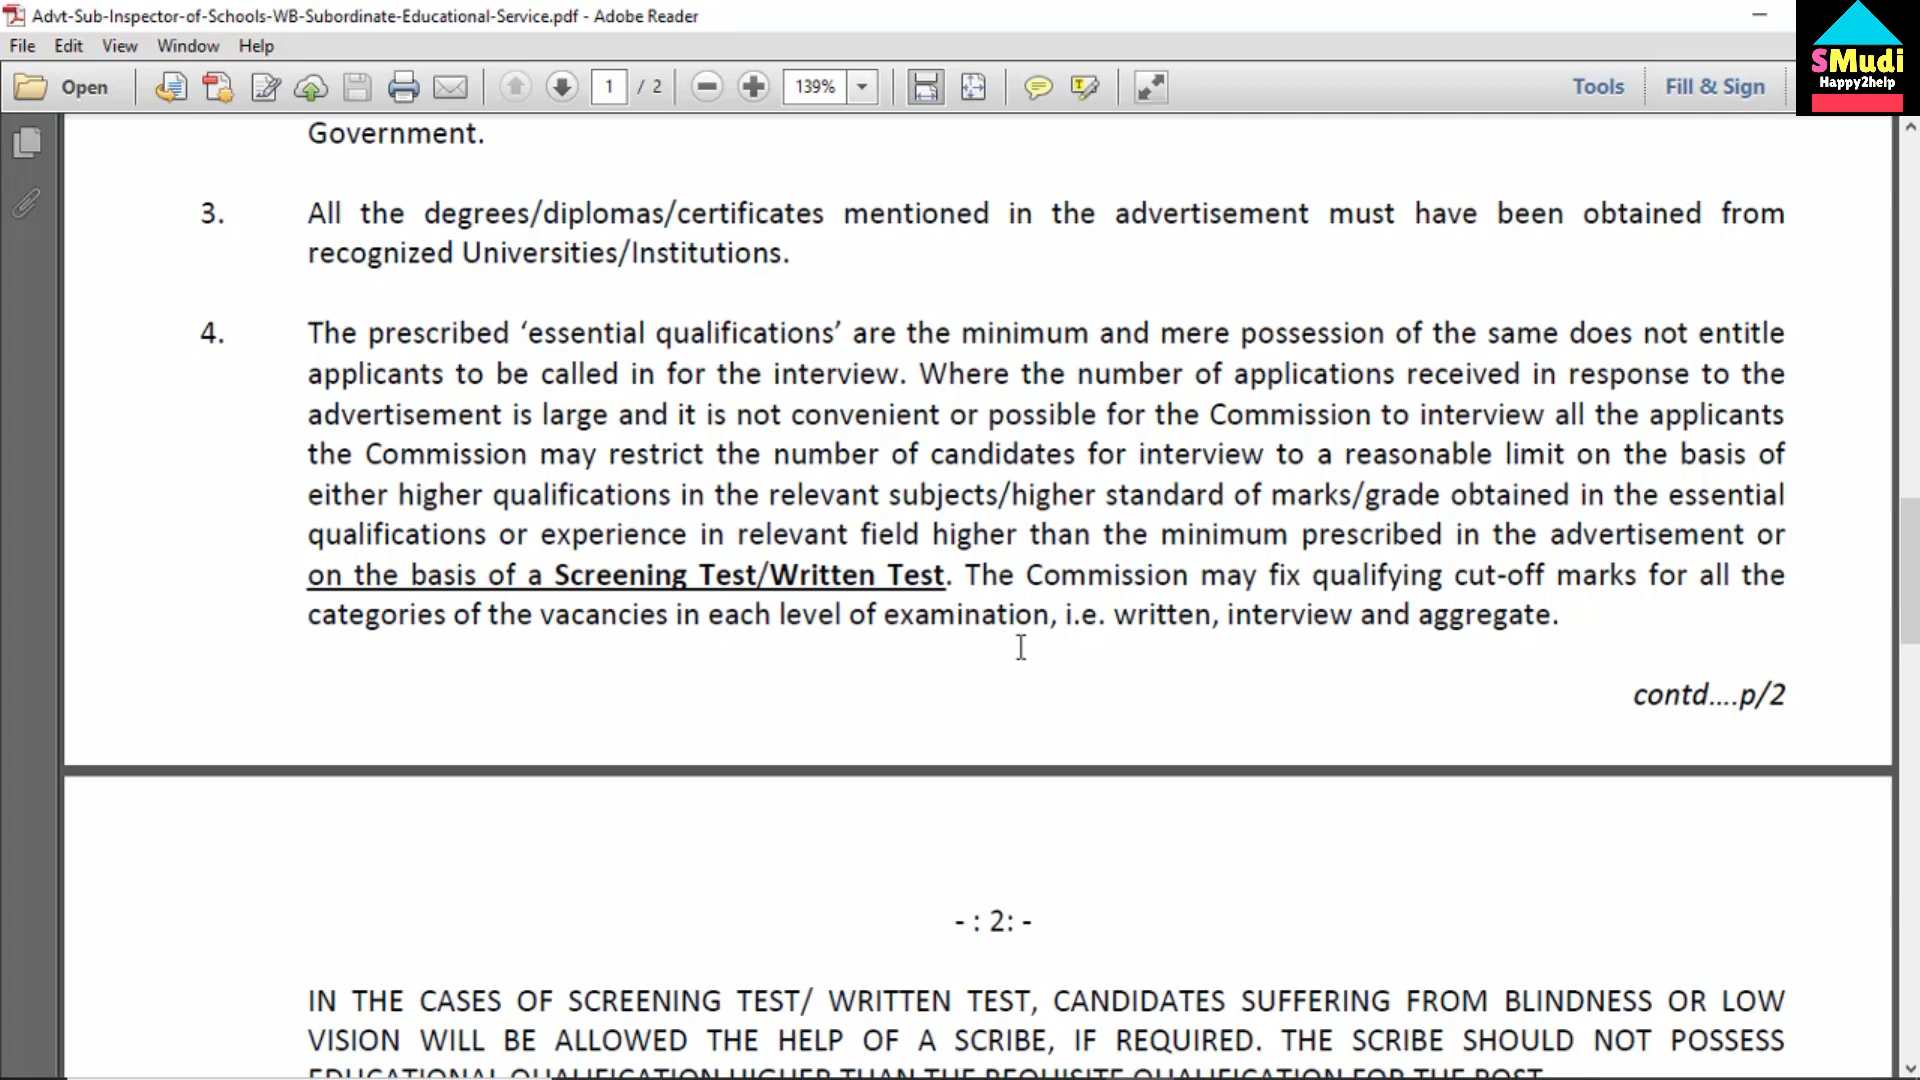 Advt-Sub-Inspector-of-Schools-WB-Subordinate-Educational-Service.pdf - Adobe Reader
File Edit View Window Help
SMudi
Happy2help
Open 1 / 2 139% Tools Fill & Sign
Government.
3. All the degrees/diplomas/certificates mentioned in the advertisement must have been obtained from
recognized Universities/Institutions.
4. The prescribed ‘essential qualifications’ are the minimum and mere possession of the same does not entitle
applicants to be called in for the interview. Where the number of applications received in response to the
advertisement is large and it is not convenient or possible for the Commission to interview all the applicants
the Commission may restrict the number of candidates for interview to a reasonable limit on the basis of
either higher qualifications in the relevant subjects/higher standard of marks/grade obtained in the essential
qualifications or experience in relevant field higher than the minimum prescribed in the advertisement or
on the basis of a Screening Test/Written Test. The Commission may fix qualifying cut-off marks for all the
categories of the vacancies in each level of examination, i.e. written, interview and aggregate.
contd....p/2
- : 2: -
IN THE CASES OF SCREENING TEST/ WRITTEN TEST, CANDIDATES SUFFERING FROM BLINDNESS OR LOW
VISION WILL BE ALLOWED THE HELP OF A SCRIBE, IF REQUIRED. THE SCRIBE SHOULD NOT POSSESS
EDUCATIONAL QUALIFICATION HIGHER THAN THE REQUISITE QUALIFICATION FOR THE POST.